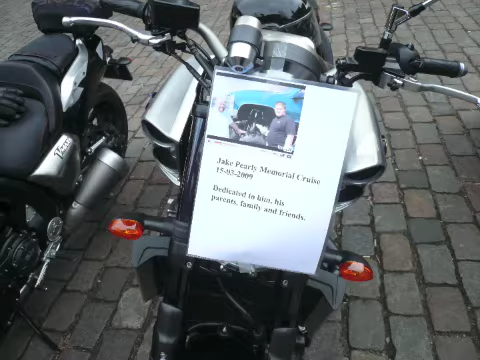 Jake Pearly Memorial Cruise
15-03-2009
Dedicated to him, his
parents, family and friends.